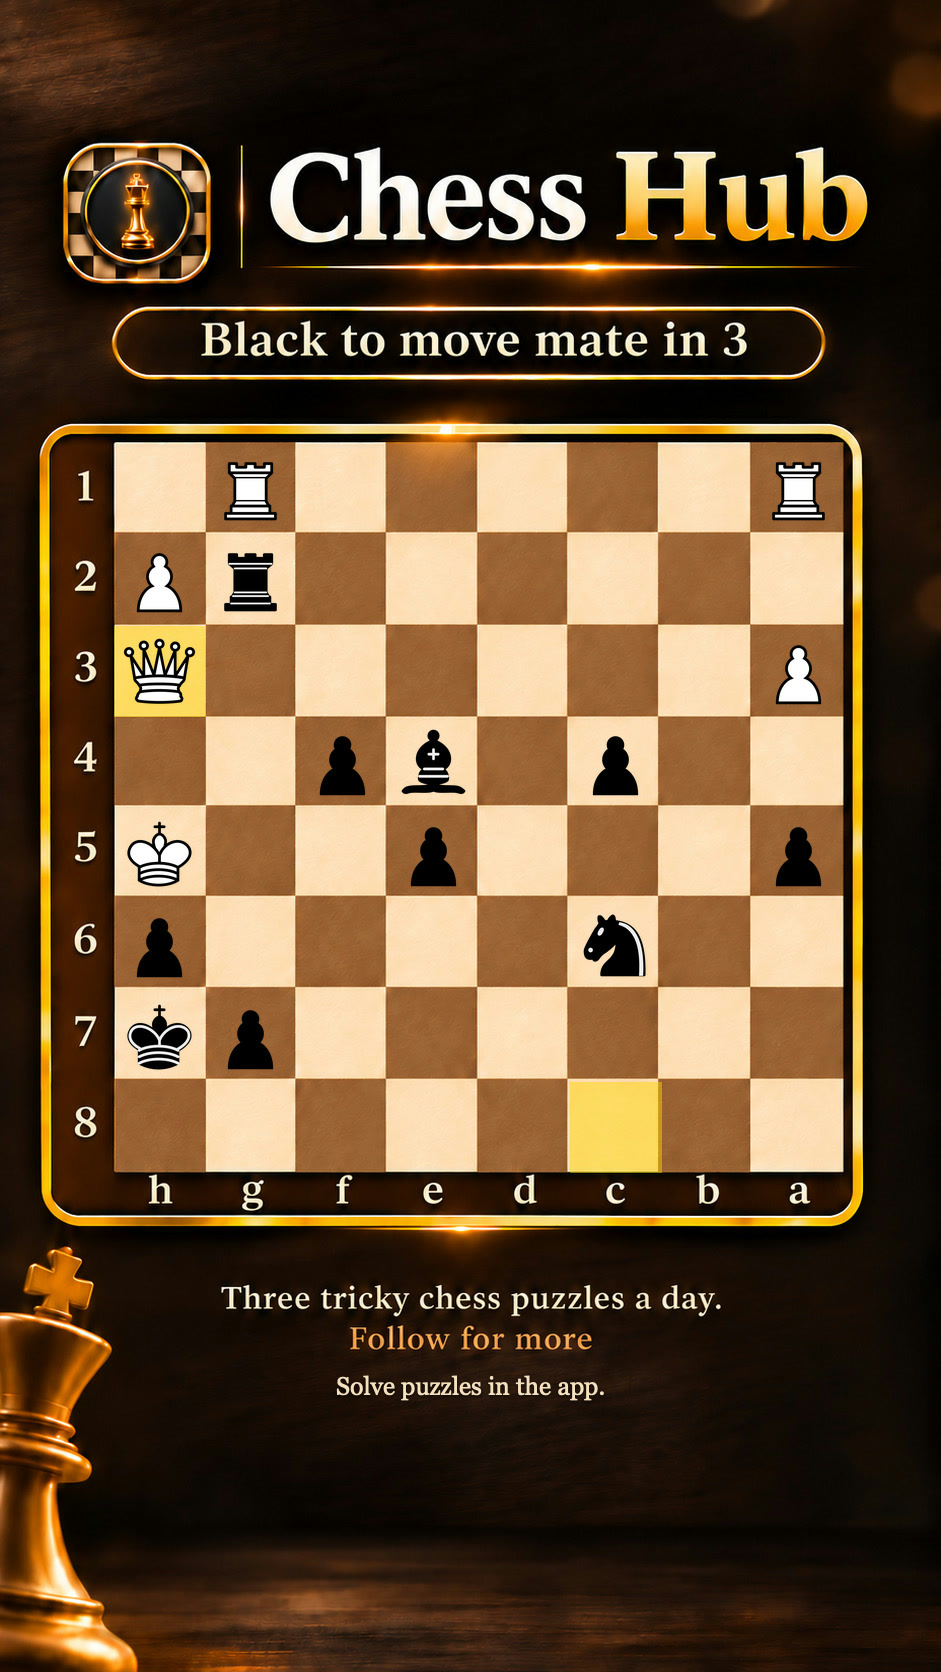 Chess Hub
Black to move mate in 3
1
2
3
4
5
6
7
8
h g f e d c b a
Three tricky chess puzzles a day.
Follow for more
Solve puzzles in the app.